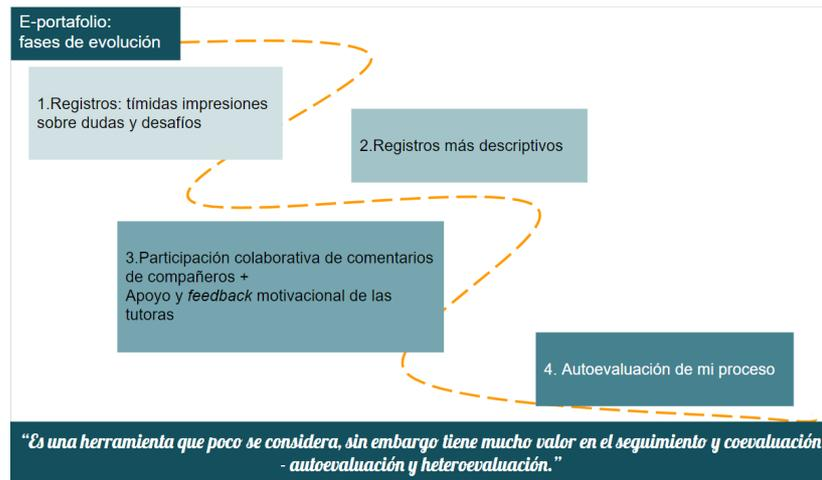 E-portafolio:
fases de evolución
1.Registros: tímidas impresiones
sobre dudas y desafíos
2.Registros más descriptivos
3.Participación colaborativa de comentarios
de compañeros +
Apoyo y feedback motivacional de las
tutoras
4. Autoevaluación de mi proceso
“Es una herramienta que poco se considera, sin embargo tiene mucho valor en el seguimiento y coevaluación
- autoevaluación y heteroevaluación.”